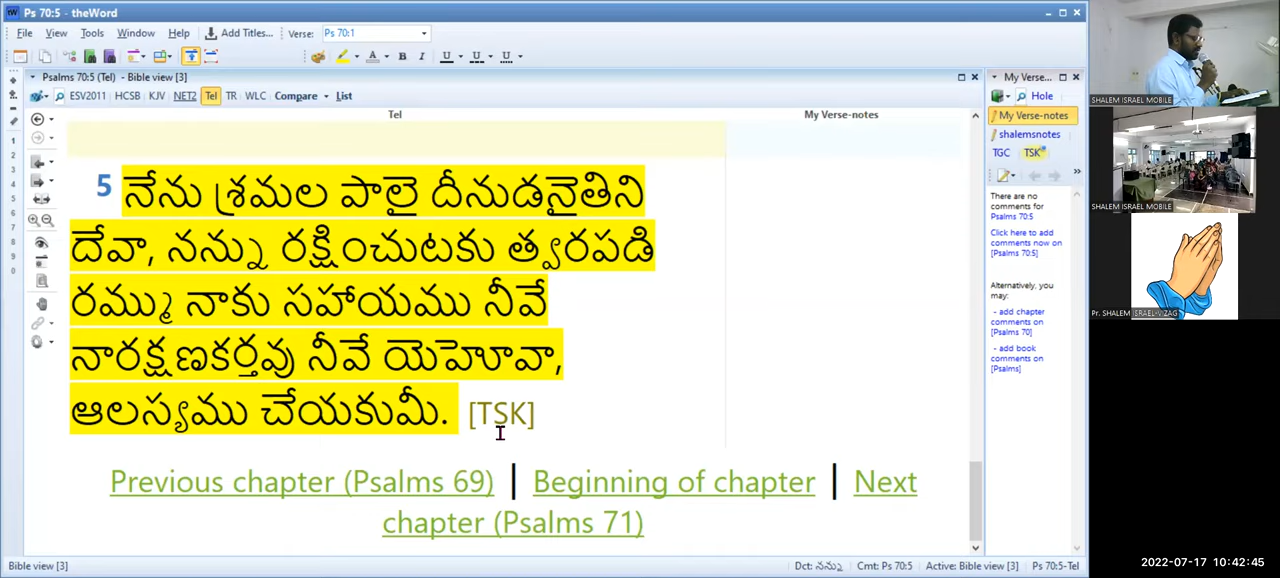 Ps 70:5 - theWord
File View Tools Window Help Add Titles... Verse: Ps 70:1
B I U U U
Psalms 70:5 (Tel) - Bible view [3]
ESV2011 HCSB KJV NET2 Tel TR WLC Compare List
Tel
My Verse-notes
5 నేను శ్రమల పాలై దీనుడనైతిని
దేవా, నన్ను రక్షించుటకు త్వరపడి
రమ్ము నాకు సహాయము నీవే
నారక్షణకర్తవు నీవే యెహోవా,
ఆలస్యము చేయకుమీ. [TSK]
Previous chapter (Psalms 69) | Beginning of chapter | Next
chapter (Psalms 71)
My Verse...
Hole
My Verse-notes
shalemsnotes
TGC TSK
There are no
comments for
Psalms 70:5
Click here to add
comments now on
[Psalms 70:5]
Alternatively, you
may:
- add chapter
comments on
[Psalms 70]
- add book
comments on
[Psalms]
Bible view [3]
Dct: నన్ను Cmt: Ps 70:5 Active: Bible view [3] Ps 70:5-Tel
SHALEM ISRAEL MOBILE
SHALEM ISRAEL MOBILE
Pr. SHALEM ISRAEL-VIZAG
2022-07-17 10:42:45